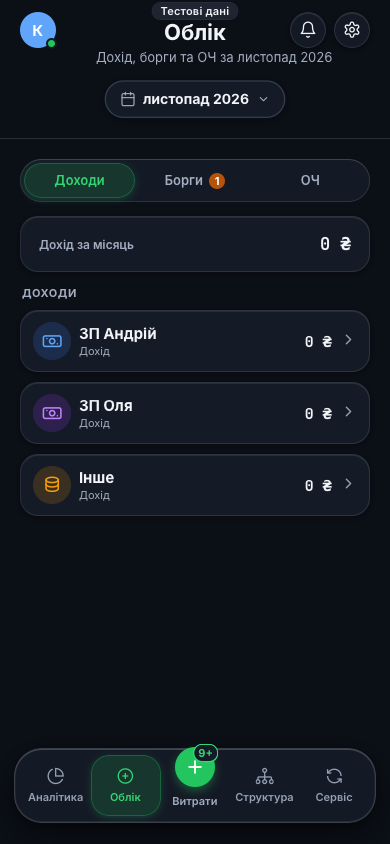 Тестові дані
К
Облік
Дохід, борги та ОЧ за листопад 2026
листопад 2026
Доходи
Борги 1
ОЧ
Дохід за місяць
0 ₴
ДОХОДИ
ЗП Андрій
Дохід
0 ₴
ЗП Оля
Дохід
0 ₴
Інше
Дохід
0 ₴
9+
Аналітика
Облік
Витрати
Структура
Сервіс